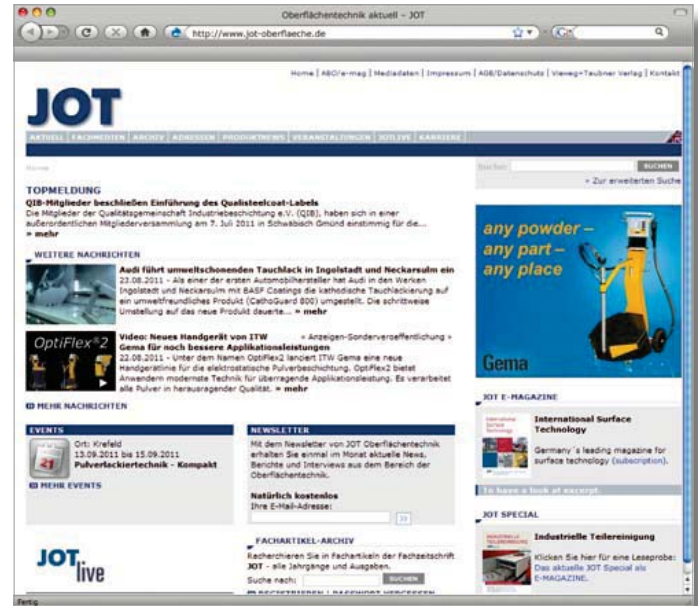 Oberflächentechnik aktuell – JOT
http://www.jot-oberflaeche.de
Home | ABO/e-mag | Mediadaten | Impressum | AGB/Datenschutz | Vieweg+Teubner Verlag | Kontakt
JOT
AKTUELL | FACHMEDIEN | ARCHIV | ADRESSEN | PRODUKTNEWS | VERANSTALTUNGEN | JOTLIVE | KARRIERE
Home
Suchen
SUCHEN
» Zur erweiterten Suche
TOPMELDUNG
QIB-Mitglieder beschließen Einführung des Qualisteelcoat-Labels
Die Mitglieder der Qualitätsgemeinschaft Industriebeschichtung e.V. (QIB), haben sich in einer
außerordentlichen Mitgliederversammlung am 7. Juli 2011 in Schwäbisch Gmünd einstimmig für die...
» mehr
WEITERE NACHRICHTEN
Audi führt umweltschonenden Tauchlack in Ingolstadt und Neckarsulm ein
23.08.2011 - Als einer der ersten Automobilhersteller hat Audi in den Werken
Ingolstadt und Neckarsulm mit BASF Coatings die kathodische Tauchlackierung auf
ein umweltfreundliches Produkt (CathoGuard 800) umgestellt. Die schrittweise
Umstellung auf das neue Produkt dauerte... » mehr
OptiFlex®2
Video: Neues Handgerät von ITW « Anzeigen-Sonderveroeffentlichung »
Gema für noch bessere Applikationsleistungen
22.08.2011 - Unter dem Namen OptiFlex2 lanciert ITW Gema eine neue
Handgerätlinie für die elektrostatische Pulverbeschichtung. OptiFlex2 bietet
Anwendern modernste Technik für überragende Applikationsleistung. Es verarbeitet
alle Pulver in herausragender Qualität. » mehr
MEHR NACHRICHTEN
EVENTS
21
Ort: Krefeld
13.09.2011 bis 15.09.2011
Pulverlackiertechnik - Kompakt
MEHR EVENTS
JOT
live
NEWSLETTER
Mit dem Newsletter von JOT Oberflächentechnik
erhalten Sie einmal im Monat aktuelle News,
Berichte und Interviews aus dem Bereich der
Oberflächentechnik.
Natürlich kostenlos
Ihre E-Mail-Adresse:
FACHARTIKEL-ARCHIV
Recherchieren Sie in Fachartikeln der Fachzeitschrift
JOT - alle Jahrgänge und Ausgaben.
Suche nach:
SUCHEN
REGISTRIEREN | PASSWORT VERGESSEN
any powder –
any part –
any place
Gema
JOT E-MAGAZINE
International
Surface
Technology
International Surface
Technology
Germany´s leading magazine for
surface technology (subscription).
To have a look at excerpt.
JOT SPECIAL
INDUSTRIELLE
TEILEREINIGUNG
Industrielle Teilereinigung
Klicken Sie hier für eine Leseprobe:
Das aktuelle JOT Special als
E-MAGAZINE.
Fertig